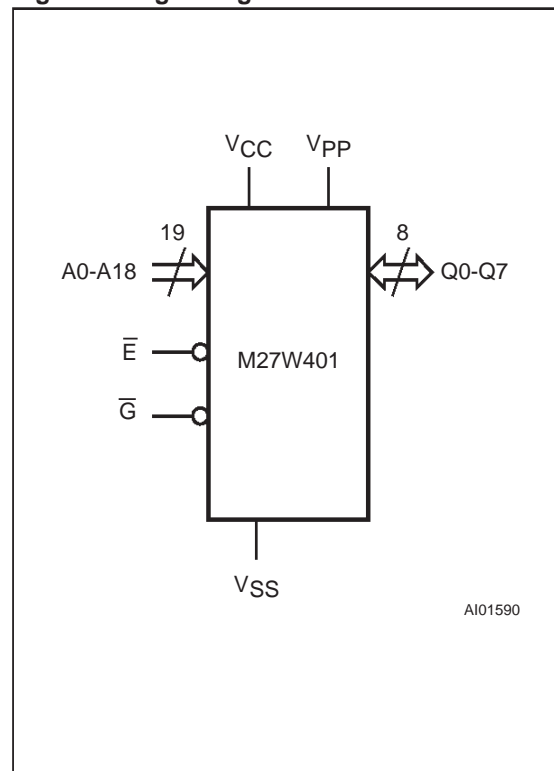 VCC VPP
19 8
A0-A18 Q0-Q7
E̅
M27W401
G̅
VSS
AI01590